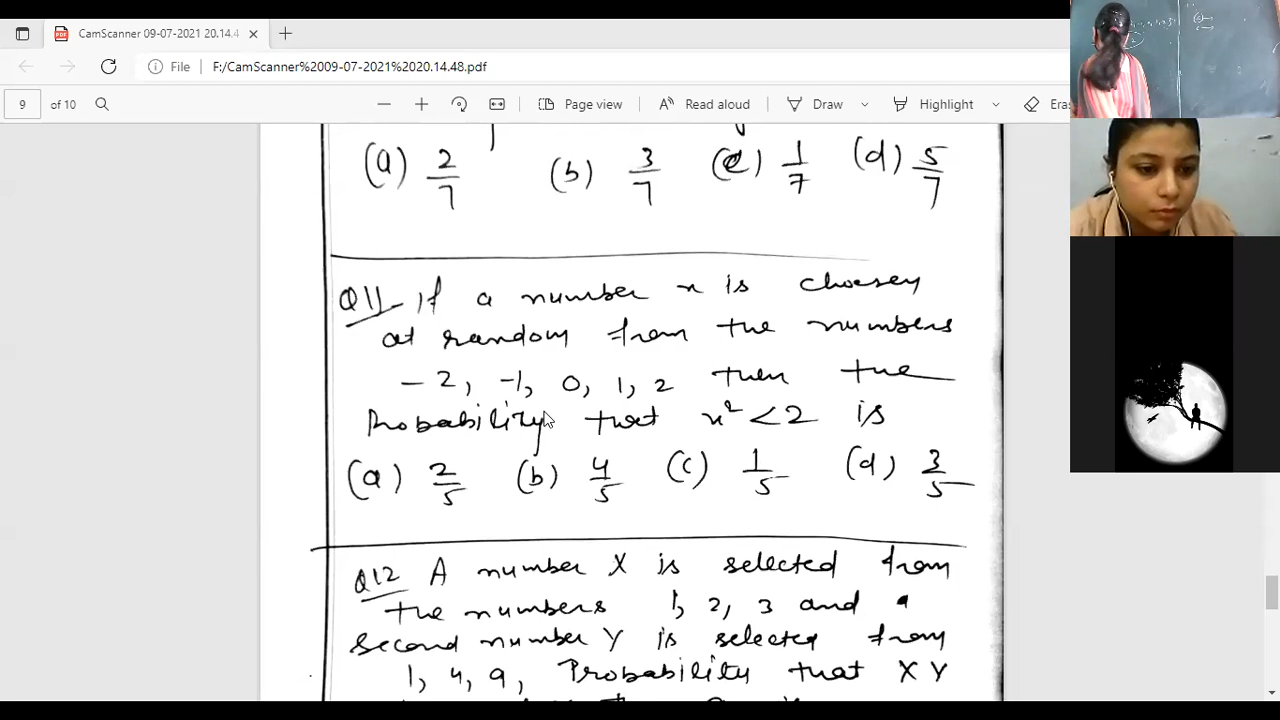 CamScanner 09-07-2021 20.14.4
File
F:/CamScanner%2009-07-2021%2020.14.48.pdf
9 of 10
Page view
Read aloud
Draw
Highlight
Eras
(a) 2/7 (b) 3/7 (c) 1/7 (d) 5/7
Q11 If a number x is choosen
at random from the numbers
-2, -1, 0, 1, 2 then the
Probability that x² < 2 is
(a) 2/5 (b) 4/5 (c) 1/5 (d) 3/5
Q12 A number X is selected from
the numbers 1, 2, 3 and a
second number Y is selected from
1, 4, 9, Probability that XY